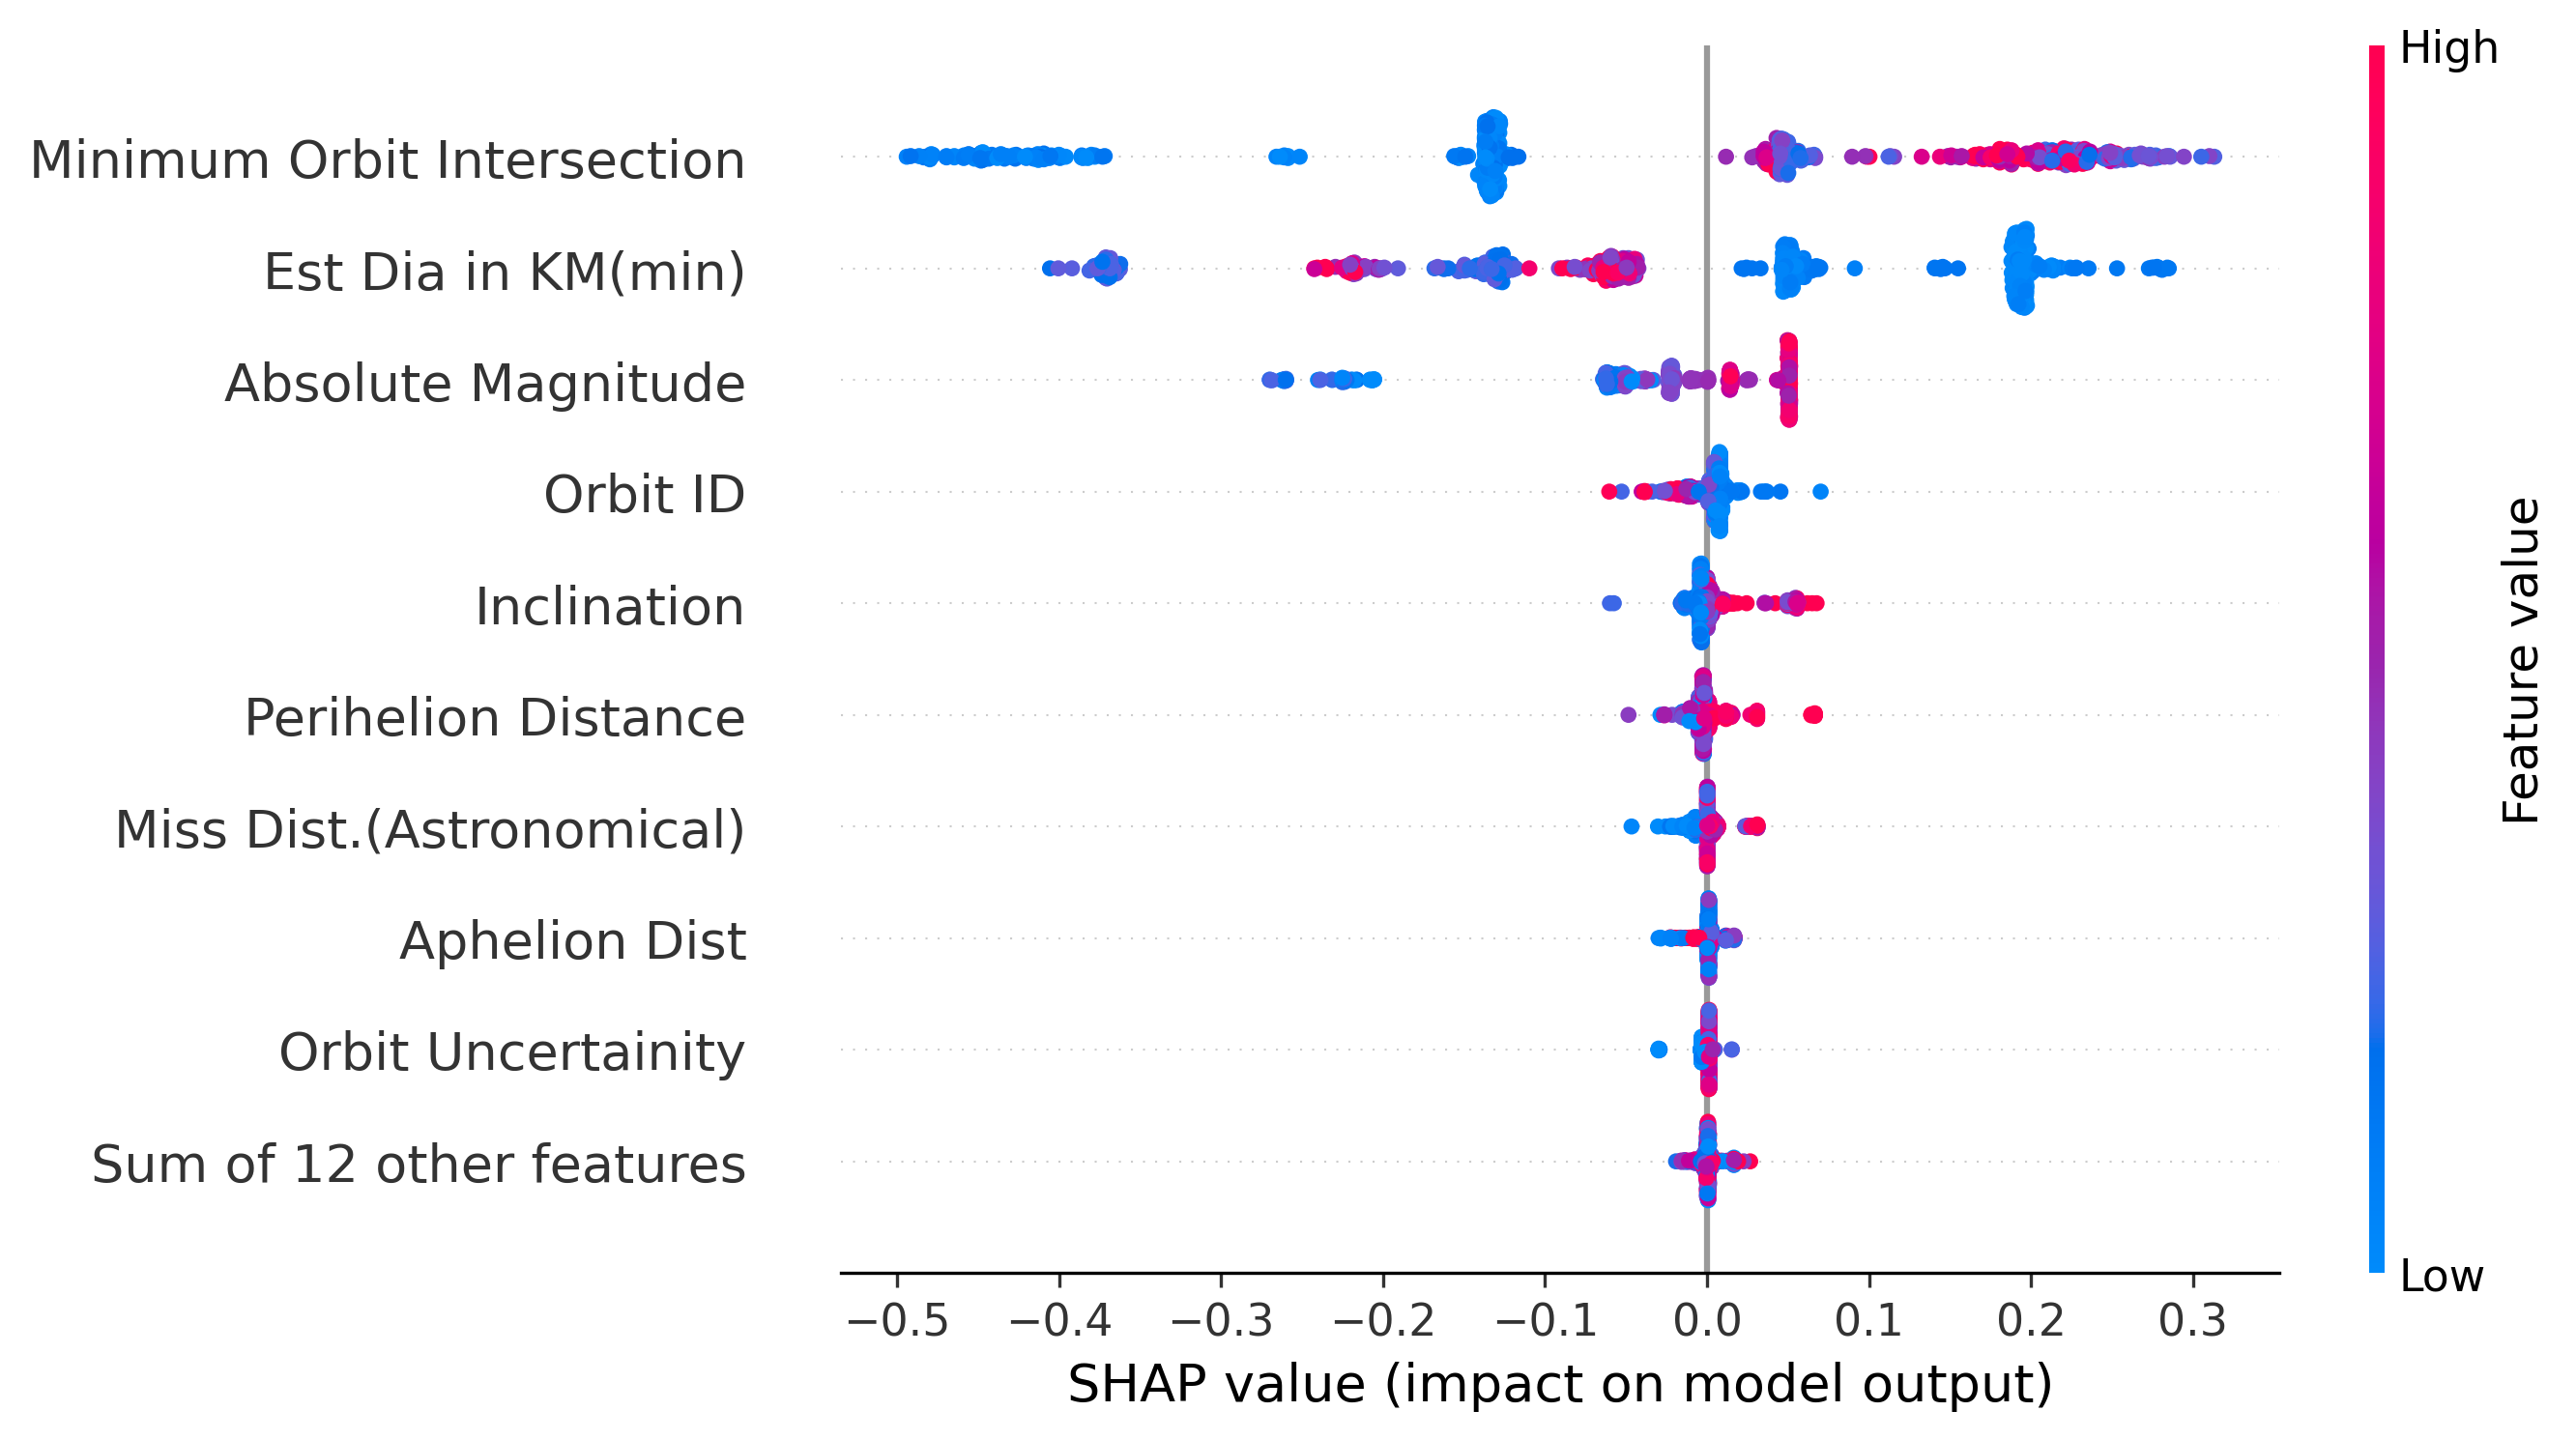 High
Minimum Orbit Intersection
Est Dia in KM(min)
Absolute Magnitude
Orbit ID
Inclination
Perihelion Distance
Miss Dist.(Astronomical)
Aphelion Dist
Orbit Uncertainity
Sum of 12 other features
Feature value
Low
−0.5 −0.4 −0.3 −0.2 −0.1 0.0 0.1 0.2 0.3
SHAP value (impact on model output)